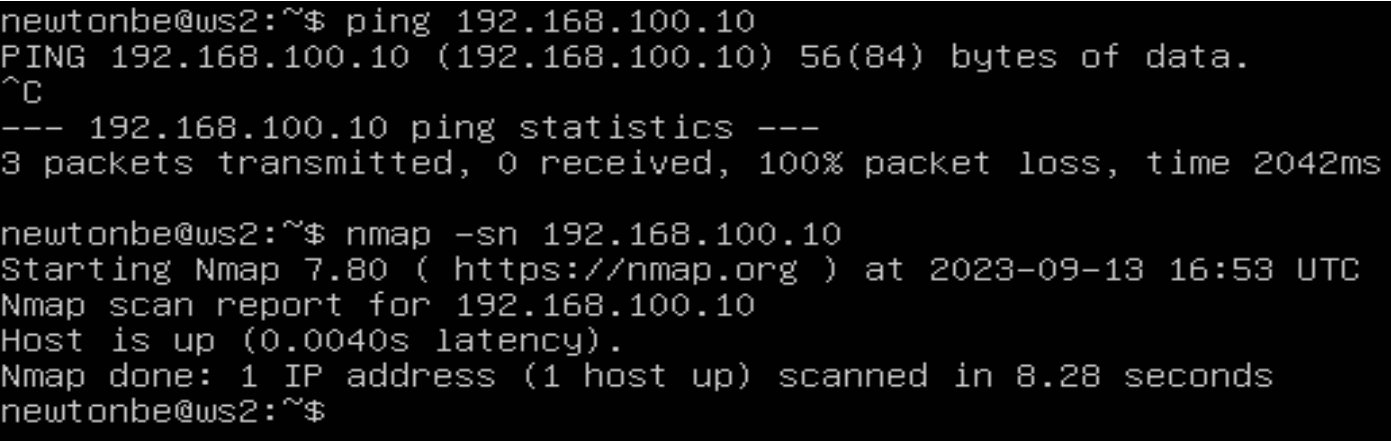 newtonbe@ws2:~$ ping 192.168.100.10
PING 192.168.100.10 (192.168.100.10) 56(84) bytes of data.
^C
--- 192.168.100.10 ping statistics ---
3 packets transmitted, 0 received, 100% packet loss, time 2042ms

newtonbe@ws2:~$ nmap -sn 192.168.100.10
Starting Nmap 7.80 ( https://nmap.org ) at 2023-09-13 16:53 UTC
Nmap scan report for 192.168.100.10
Host is up (0.0040s latency).
Nmap done: 1 IP address (1 host up) scanned in 8.28 seconds
newtonbe@ws2:~$